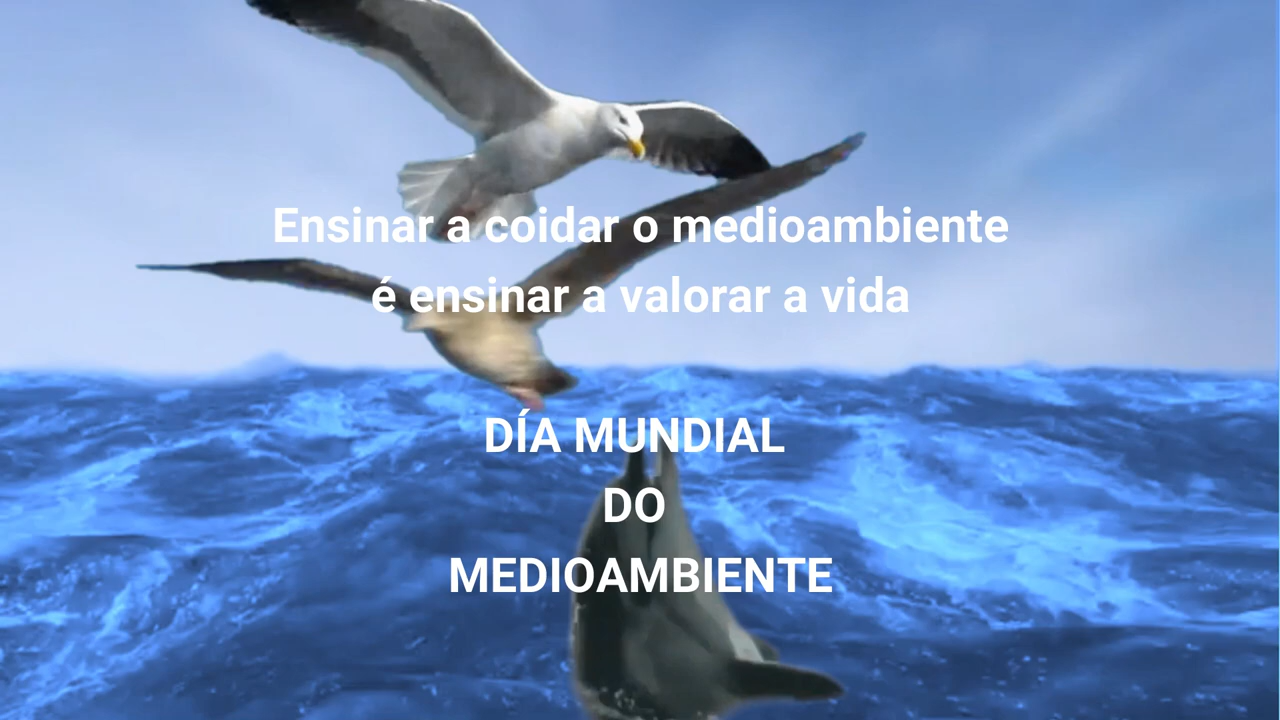 Ensinar a coidar o medioambiente
é ensinar a valorar a vida
DÍA MUNDIAL
DO
MEDIOAMBIENTE